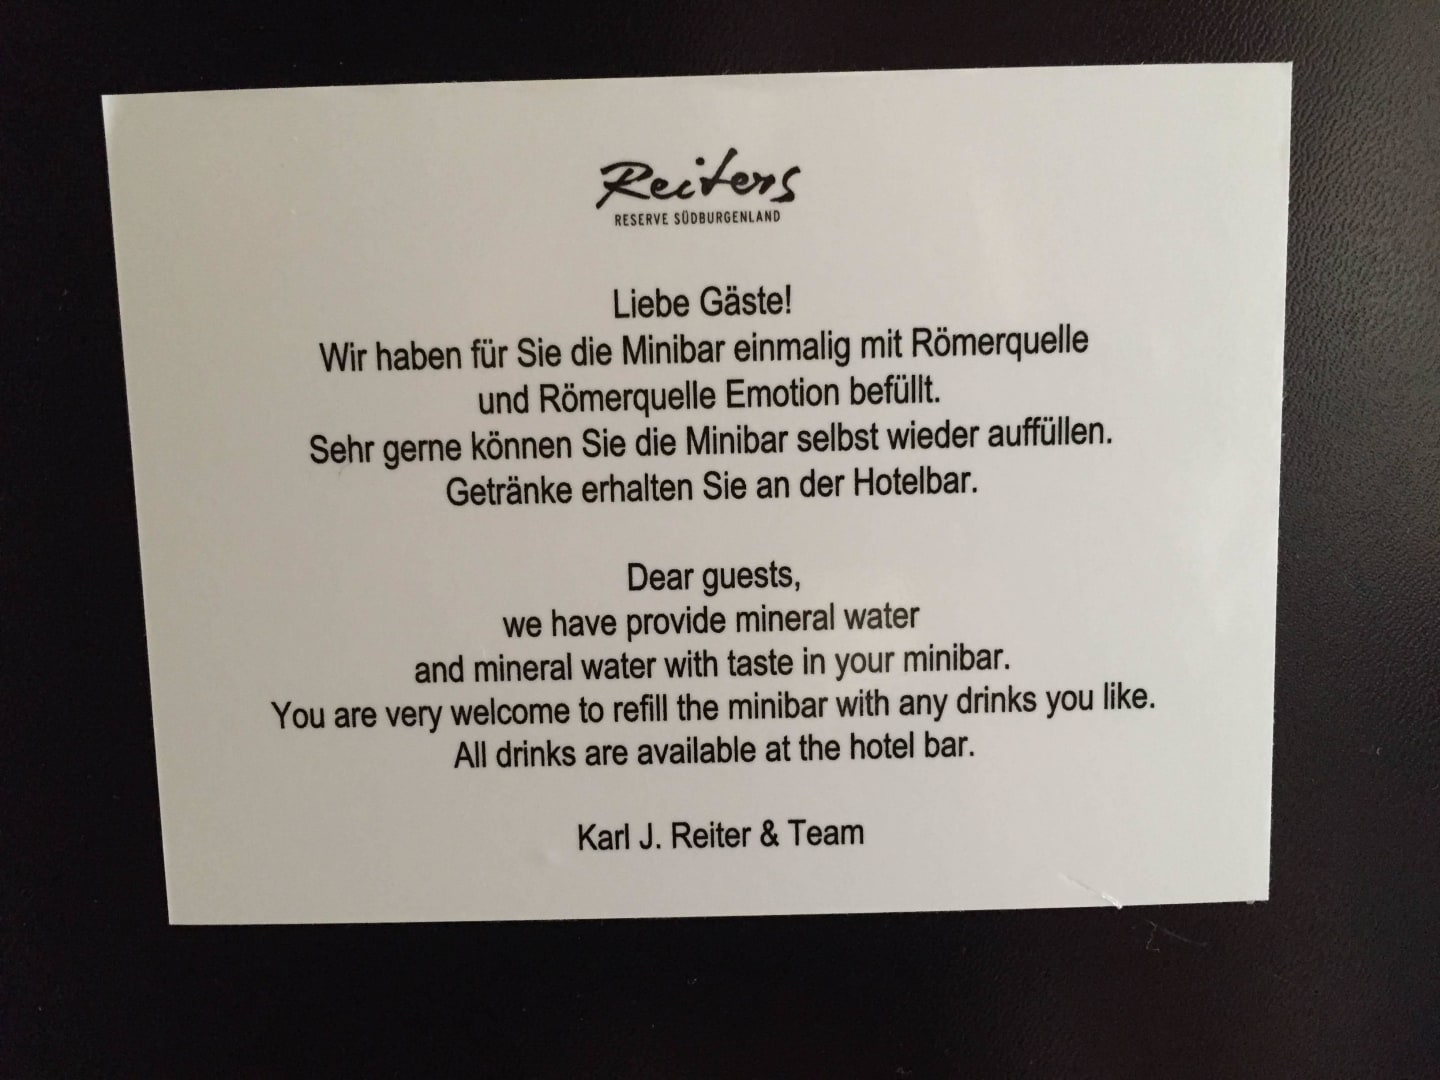 Reiters
RESERVE SÜDBURGENLAND
Liebe Gäste!
Wir haben für Sie die Minibar einmalig mit Römerquelle
und Römerquelle Emotion befüllt.
Sehr gerne können Sie die Minibar selbst wieder auffüllen.
Getränke erhalten Sie an der Hotelbar.
Dear guests,
we have provide mineral water
and mineral water with taste in your minibar.
You are very welcome to refill the minibar with any drinks you like.
All drinks are available at the hotel bar.
Karl J. Reiter & Team